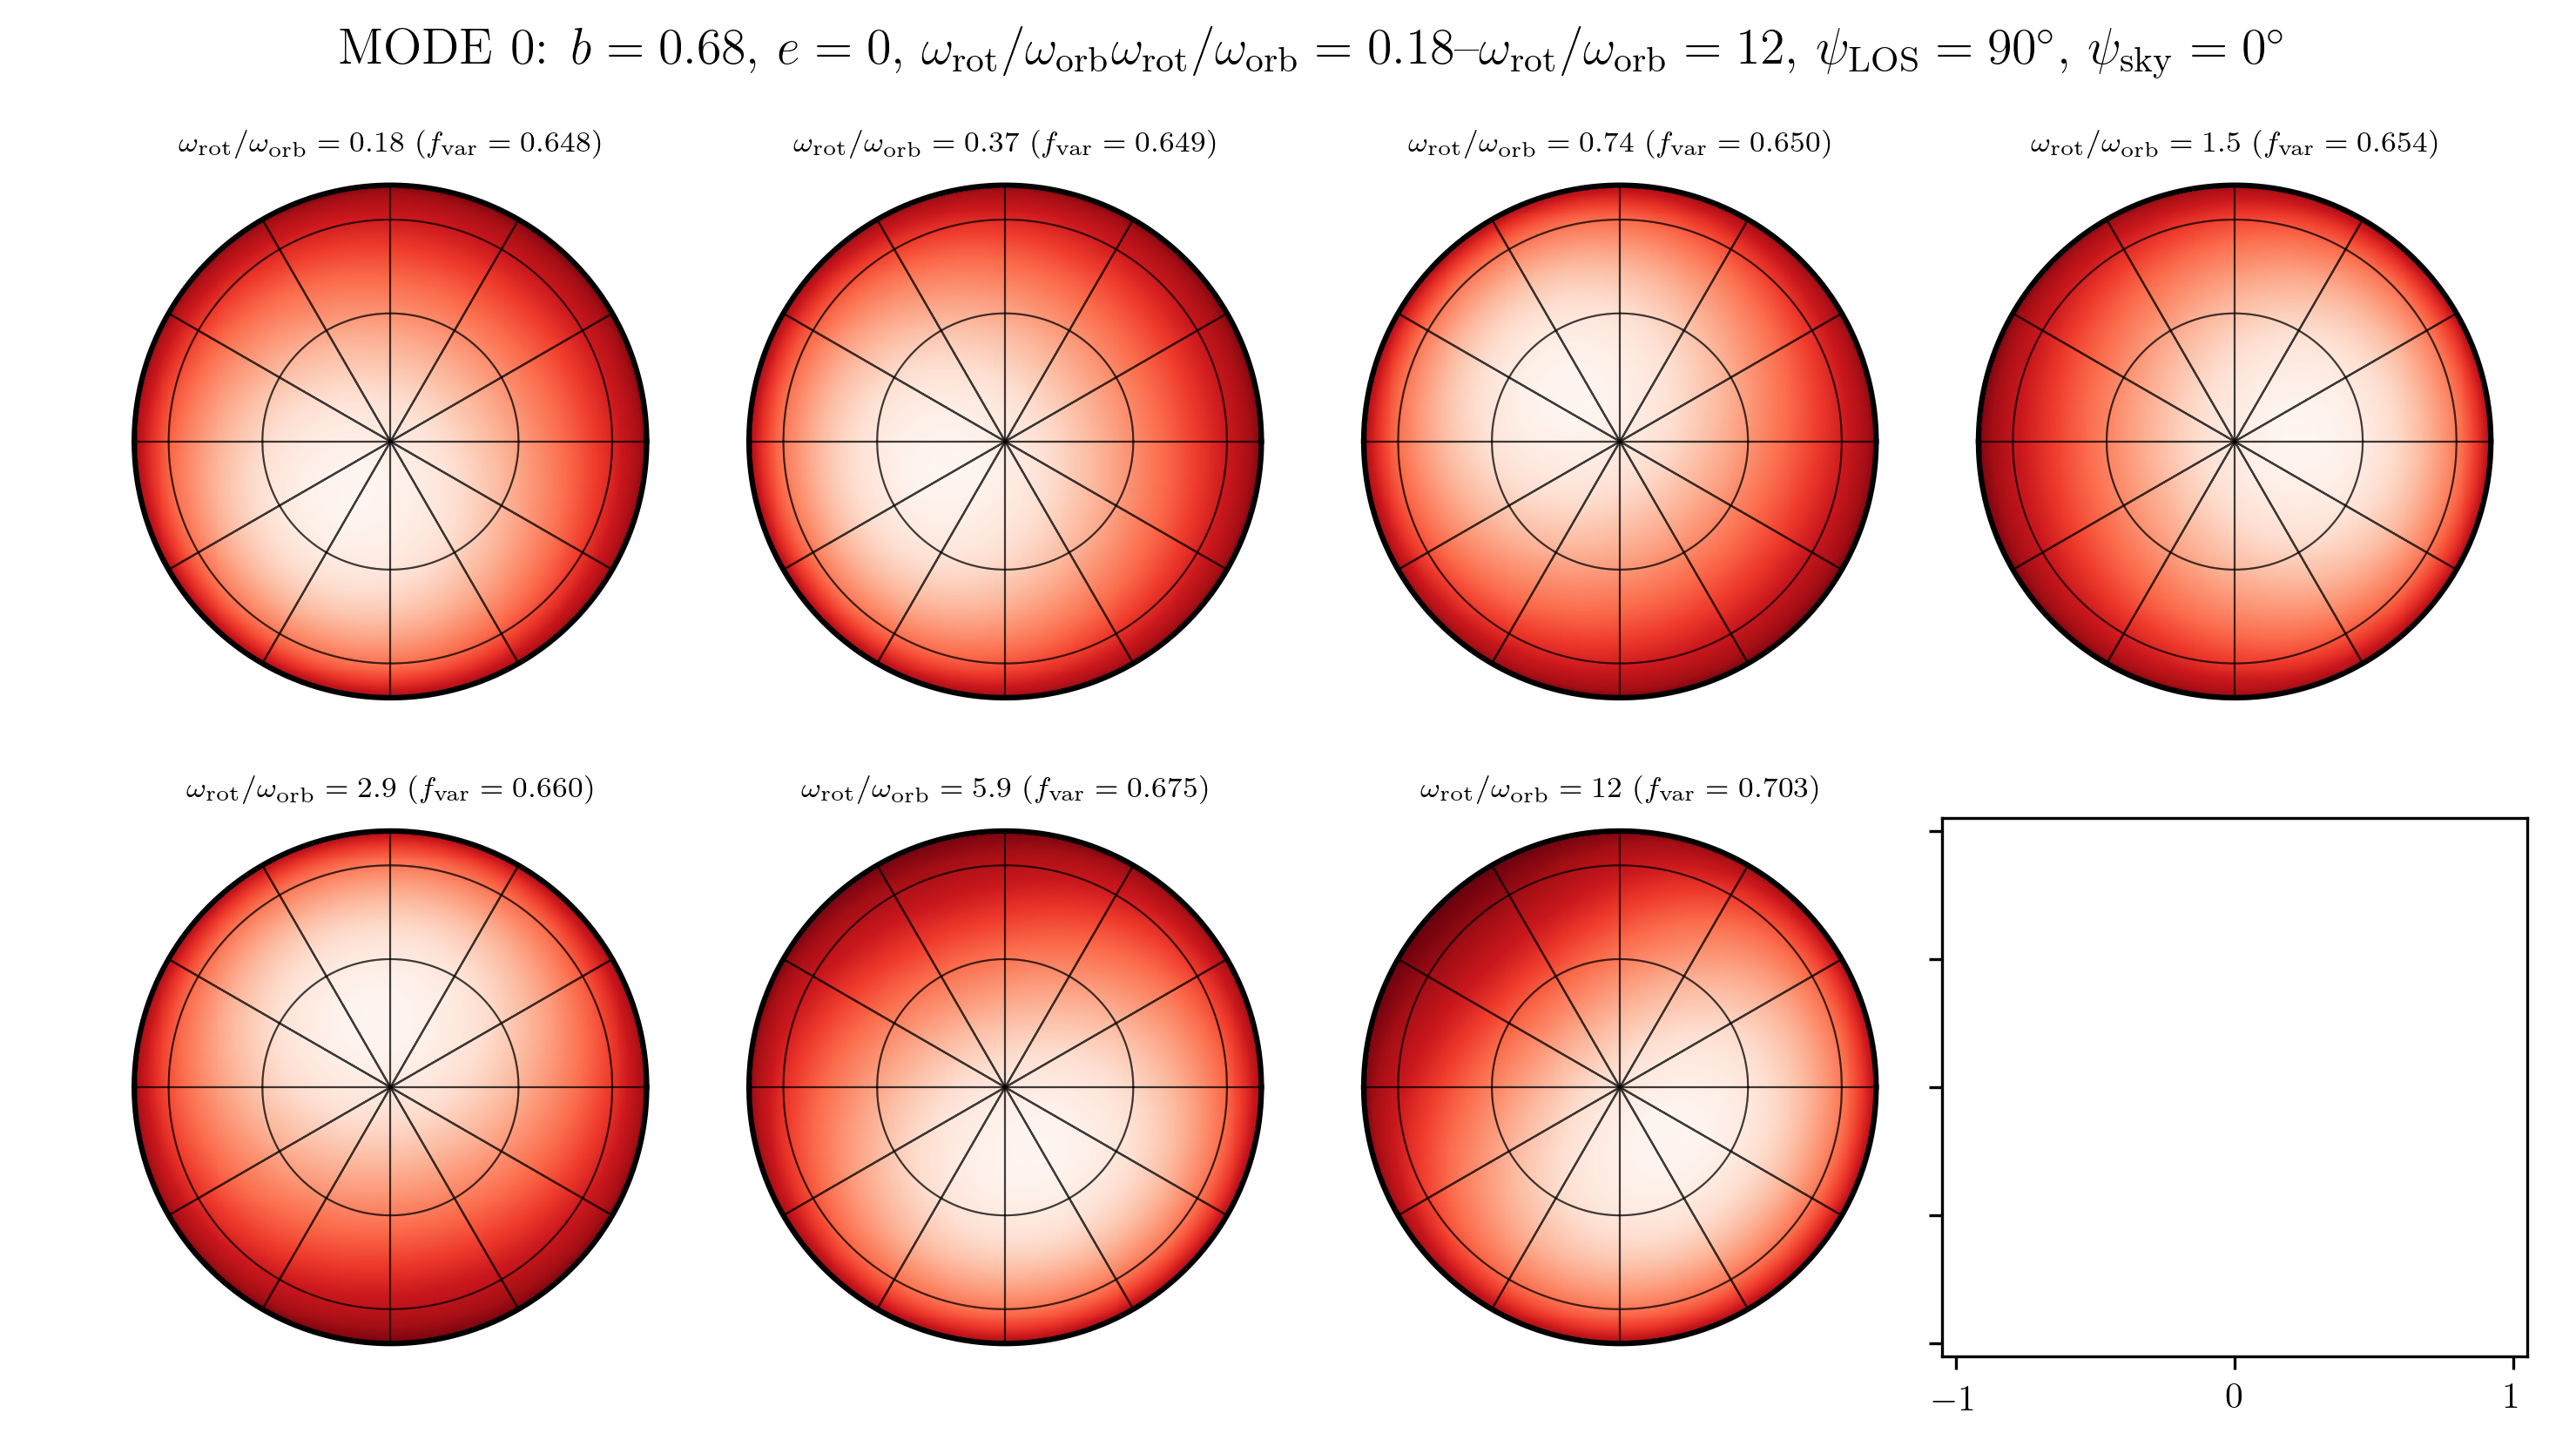 MODE 0: b = 0.68, e = 0, ω_rot/ω_orbω_rot/ω_orb = 0.18–ω_rot/ω_orb = 12, ψ_LOS = 90°, ψ_sky = 0°
ω_rot/ω_orb = 0.18 (f_var = 0.648)
ω_rot/ω_orb = 0.37 (f_var = 0.649)
ω_rot/ω_orb = 0.74 (f_var = 0.650)
ω_rot/ω_orb = 1.5 (f_var = 0.654)
ω_rot/ω_orb = 2.9 (f_var = 0.660)
ω_rot/ω_orb = 5.9 (f_var = 0.675)
ω_rot/ω_orb = 12 (f_var = 0.703)
−1 0 1